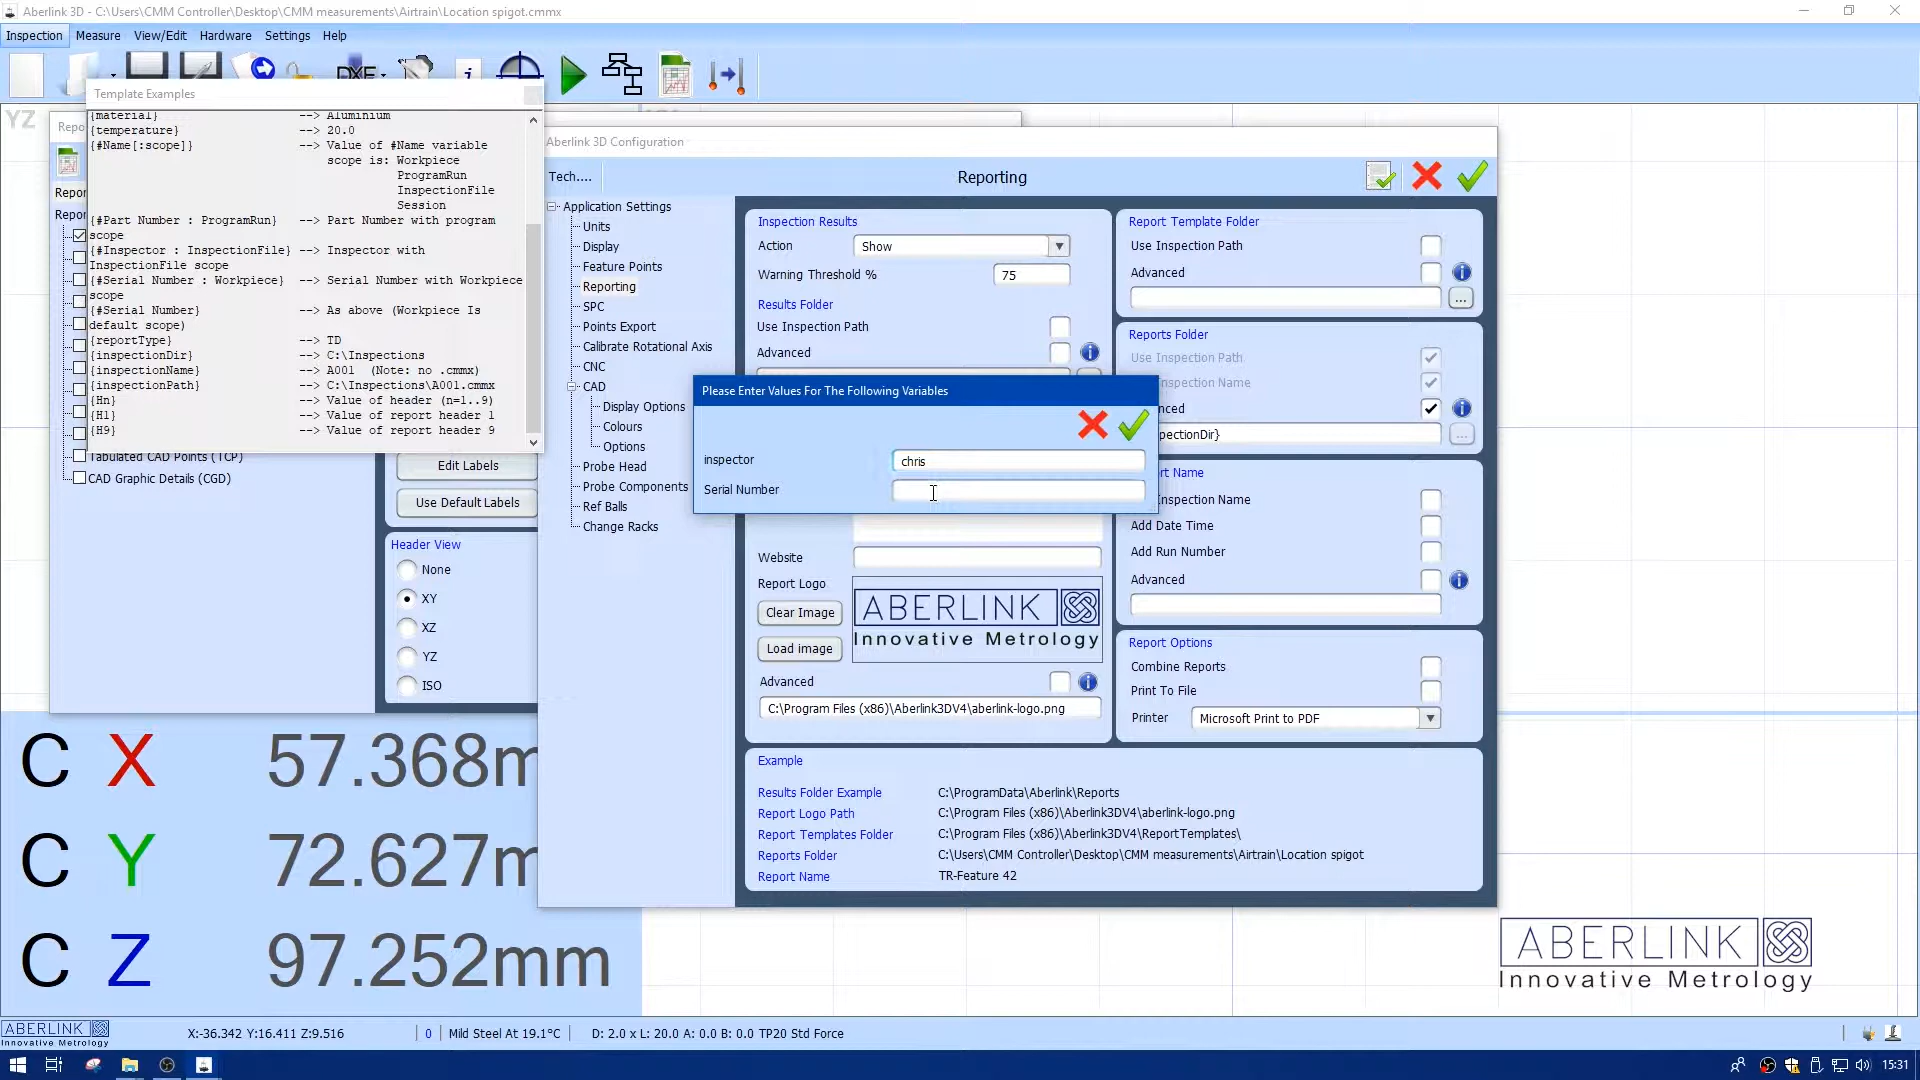 Aberlink 3D - C:\Users\CMM Controller\Desktop\CMM measurements\Airtrain\Location spigot.cmmx
Inspection Measure View/Edit Hardware Settings Help
DXF
YZ
Template Examples
{material} --> Aluminium
{temperature} --> 20.0
{#Name[:scope]} --> Value of #Name variable
scope is: Workpiece
ProgramRun
InspectionFile
Session
{#Part Number : ProgramRun} --> Part Number with program
scope
{#Inspector : InspectionFile} --> Inspector with
InspectionFile scope
{#Serial Number : Workpiece} --> Serial Number with Workpiece
scope
{#Serial Number} --> As above (Workpiece Is
default scope)
{reportType} --> TD
{inspectionDir} --> C:\Inspections
{inspectionName} --> A001 (Note: no .cmmx)
{inspectionPath} --> C:\Inspections\A001.cmmx
{Hn} --> Value of header (n=1..9)
{H1} --> Value of report header 1
{H9} --> Value of report header 9
Tabulated CAD Points (TCP)
CAD Graphic Details (CGD)
Edit Labels
Use Default Labels
Header View
None
XY
XZ
YZ
ISO
Aberlink 3D Configuration
Tech....
Reporting
Application Settings
Units
Display
Feature Points
Reporting
SPC
Points Export
Calibrate Rotational Axis
CNC
CAD
Display Options
Colours
Options
Probe Head
Probe Components
Ref Balls
Change Racks
Inspection Results
Action Show
Warning Threshold % 75
Results Folder
Use Inspection Path
Advanced
Please Enter Values For The Following Variables
inspector chris
Serial Number
Website
Report Logo
Clear Image
Load image
ABERLINK
Innovative Metrology
Advanced
C:\Program Files (x86)\Aberlink3DV4\aberlink-logo.png
Report Template Folder
Use Inspection Path
Advanced
...
Reports Folder
Use Inspection Path
Inspection Name
nced
pectionDir}
...
rt Name
Inspection Name
Add Date Time
Add Run Number
Advanced
Report Options
Combine Reports
Print To File
Printer Microsoft Print to PDF
Example
Results Folder Example C:\ProgramData\Aberlink\Reports
Report Logo Path C:\Program Files (x86)\Aberlink3DV4\aberlink-logo.png
Report Templates Folder C:\Program Files (x86)\Aberlink3DV4\ReportTemplates\
Reports Folder C:\Users\CMM Controller\Desktop\CMM measurements\Airtrain\Location spigot
Report Name TR-Feature 42
C X 57.368m
C Y 72.627m
C Z 97.252mm
ABERLINK
Innovative Metrology
ABERLINK
Innovative Metrology
X:-36.342 Y:16.411 Z:9.516 0 Mild Steel At 19.1°C D: 2.0 x L: 20.0 A: 0.0 B: 0.0 TP20 Std Force
15:31